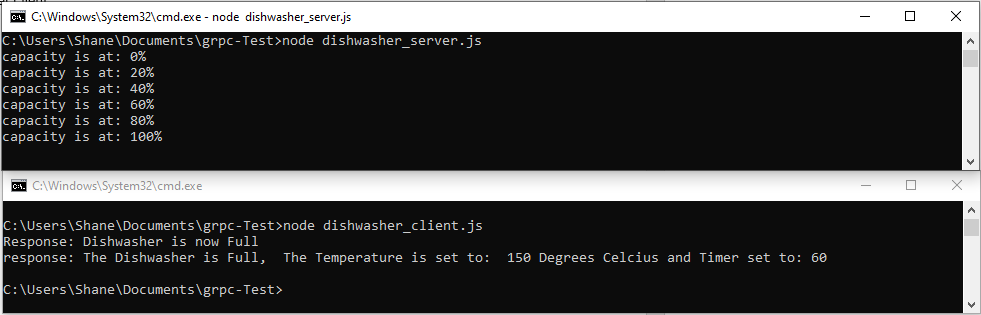 C:\Windows\System32\cmd.exe - node  dishwasher_server.js
C:\Users\Shane\Documents\grpc-Test>node dishwasher_server.js
capacity is at: 0%
capacity is at: 20%
capacity is at: 40%
capacity is at: 60%
capacity is at: 80%
capacity is at: 100%
C:\Windows\System32\cmd.exe
C:\Users\Shane\Documents\grpc-Test>node dishwasher_client.js
Response: Dishwasher is now Full
response: The Dishwasher is Full,  The Temperature is set to:  150 Degrees Celcius and Timer set to: 60
C:\Users\Shane\Documents\grpc-Test>